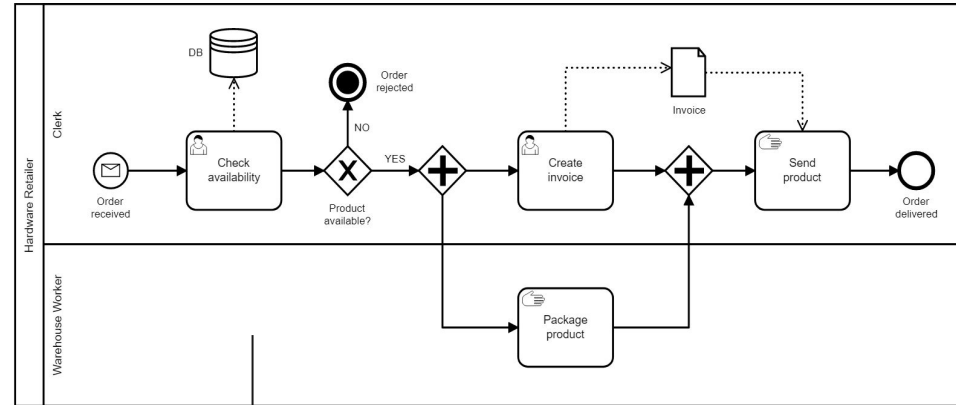 Hardware Retailer
Clerk
DB
Order
rejected
Invoice
NO
YES
Check
availability
Create
invoice
Send
product
Order
received
Product
available?
Order
delivered
Warehouse Worker
Package
product